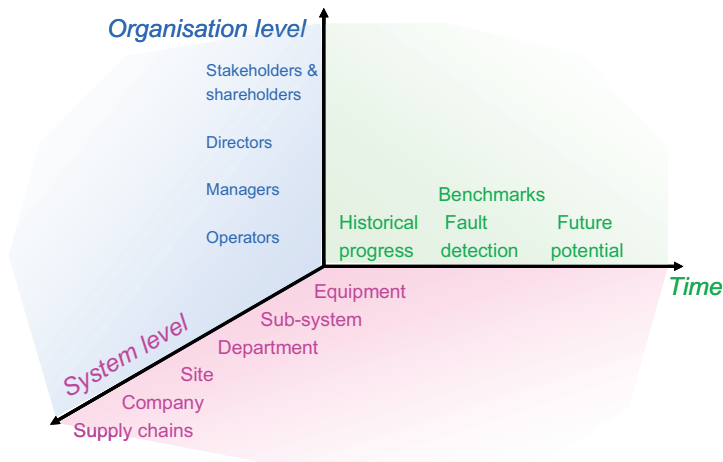 Organisation level
Stakeholders &
shareholders
Directors
Managers
Operators
Benchmarks
Historical Fault Future
progress detection potential
Time
Equipment
Sub-system
Department
Site
Company
Supply chains
System level